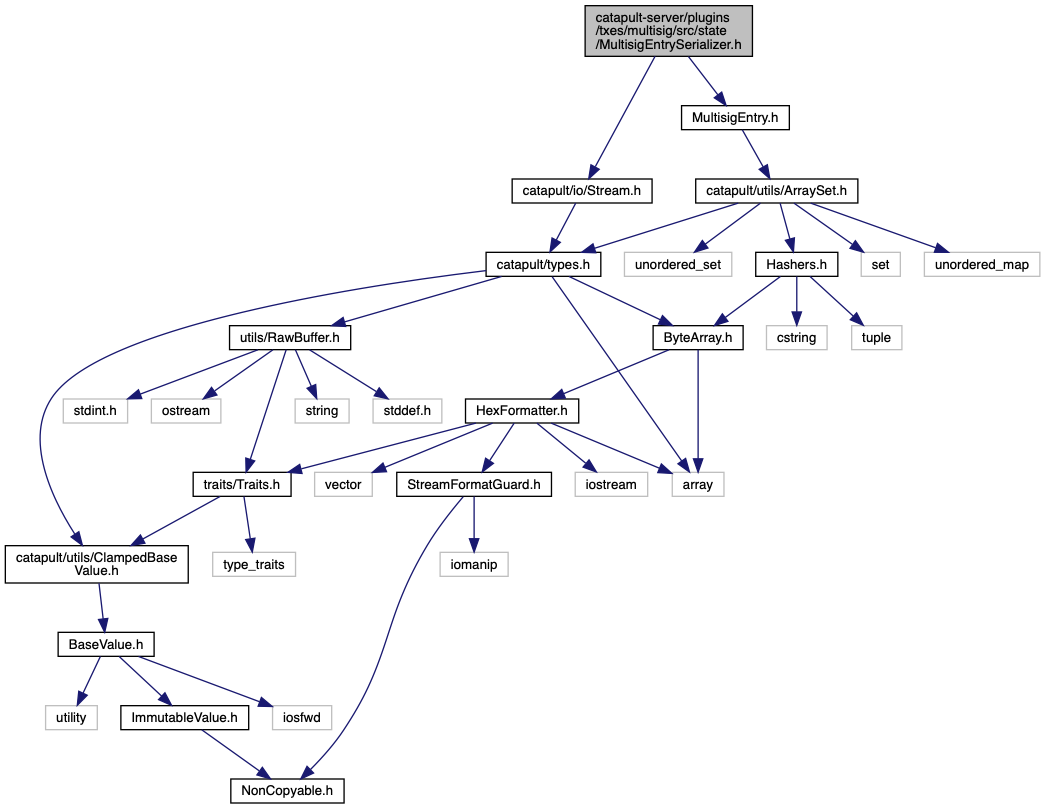 catapult-server/plugins
/txes/multisig/src/state
/MultisigEntrySerializer.h
MultisigEntry.h
catapult/io/Stream.h
catapult/utils/ArraySet.h
catapult/types.h
unordered_set
Hashers.h
set
unordered_map
utils/RawBuffer.h
ByteArray.h
cstring
tuple
stdint.h
ostream
string
stddef.h
HexFormatter.h
traits/Traits.h
vector
StreamFormatGuard.h
iostream
array
catapult/utils/ClampedBase
Value.h
type_traits
iomanip
BaseValue.h
utility
ImmutableValue.h
iosfwd
NonCopyable.h